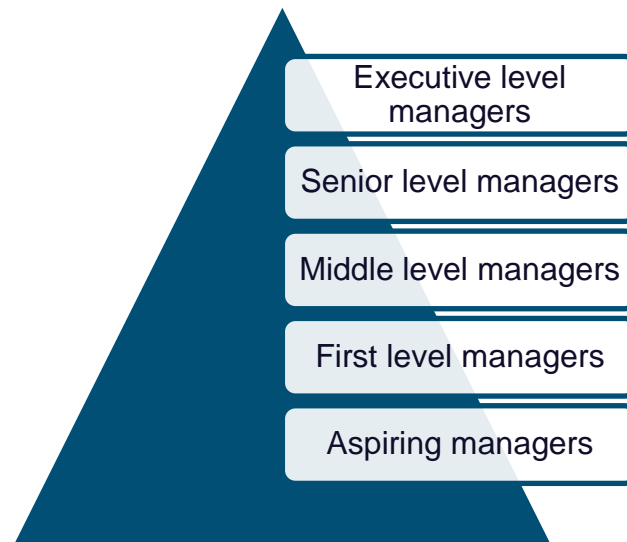 Executive level
managers
Senior level managers
Middle level managers
First level managers
Aspiring managers